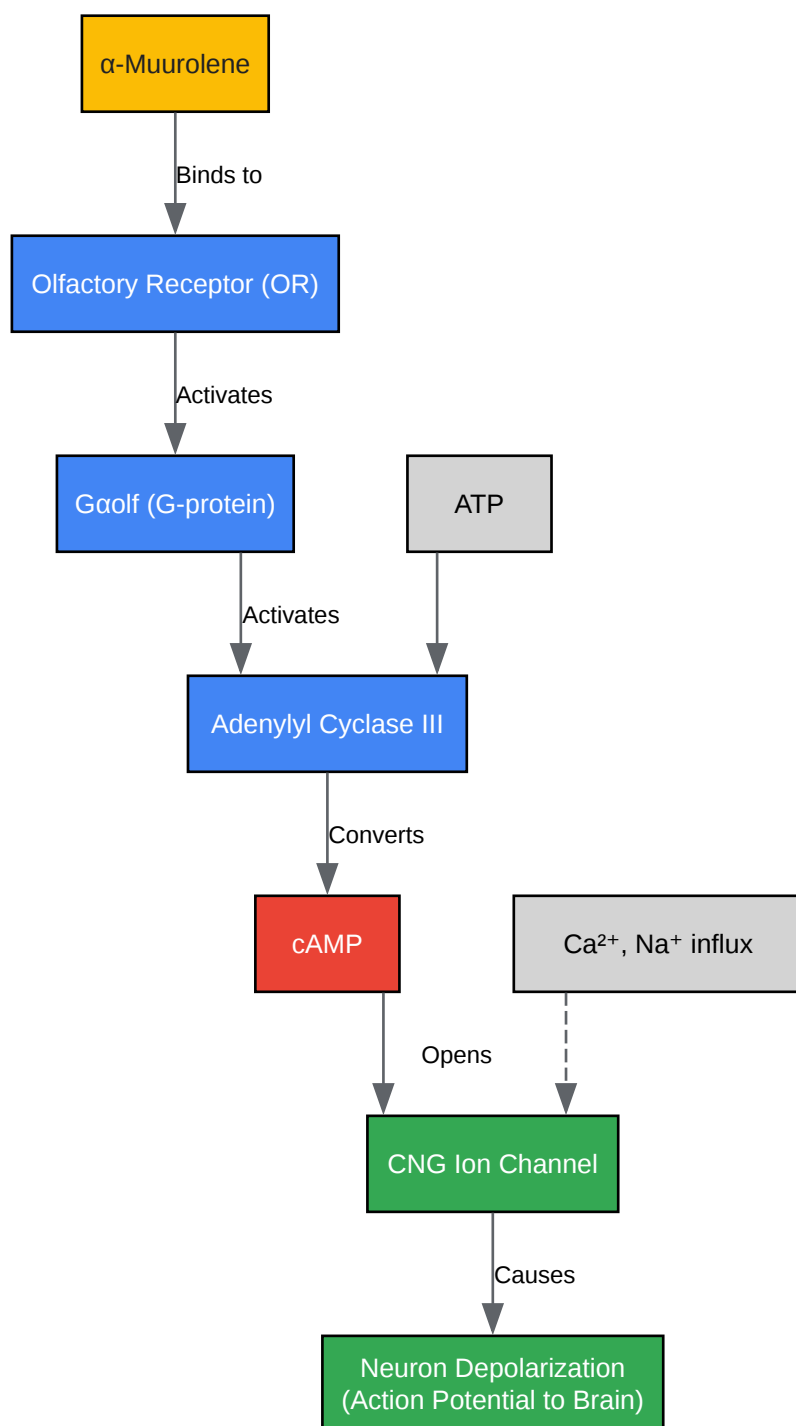 α-Muurolene
Binds to
Olfactory Receptor (OR)
Activates
Gαolf (G-protein)
ATP
Activates
Adenylyl Cyclase III
Converts
cAMP
Ca²⁺, Na⁺ influx
Opens
CNG Ion Channel
Causes
Neuron Depolarization
(Action Potential to Brain)